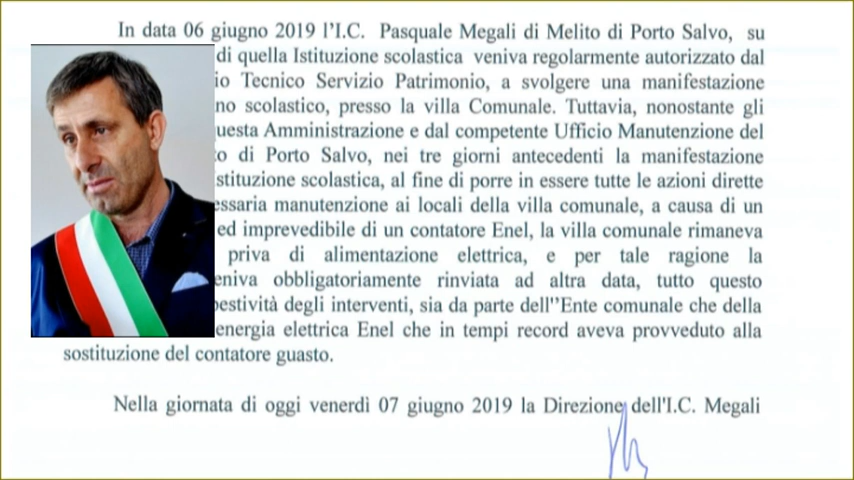 In data 06 giugno 2019 l’I.C. Pasquale Megali di Melito di Porto Salvo, su
di quella Istituzione scolastica veniva regolarmente autorizzato dal
Tecnico Servizio Patrimonio, a svolgere una manifestazione
scolastico, presso la villa Comunale. Tuttavia, nonostante gli
Amministrazione e dal competente Ufficio Manutenzione del
di Porto Salvo, nei tre giorni antecedenti la manifestazione
scolastica, al fine di porre in essere tutte le azioni dirette
manutenzione ai locali della villa comunale, a causa di un
ed imprevedibile di un contatore Enel, la villa comunale rimaneva
priva di alimentazione elettrica, e per tale ragione la
obbligatoriamente rinviata ad altra data, tutto questo
degli interventi, sia da parte dell''Ente comunale che della
energia elettrica Enel che in tempi record aveva provveduto alla
sostituzione del contatore guasto.
Nella giornata di oggi venerdì 07 giugno 2019 la Direzione dell'I.C. Megali